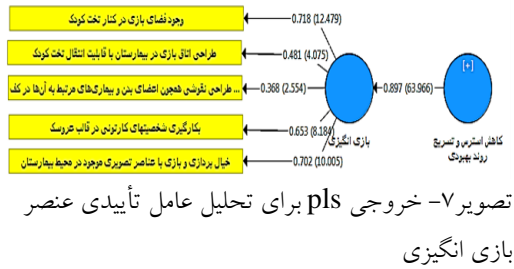 وجود فضای بازی در کنار تخت کودک
0.718 (12.479)
طراحی اتاق بازی در بیمارستان با قابلیت انتقال تخت کودک
0.481 (4.075)
[+]
... طراحی نقوشی همچون اعضای بدن و بیماری‌های مرتبط به آن‌ها در کف
0.368 (2.554)
0.897 (63.966)
بکارگیری شخصیتهای کارتونی در قالب عروسک
0.653 (8.184)
بازی انگیزی
کاهش استرس و تسریع
روند بهبودی
خیال پردازی و بازی با عناصر تصویری موجود در محیط بیمارستان
0.702 (10.005)
تصویر۷- خروجی pls برای تحلیل عامل تأییدی عنصر
بازی انگیزی